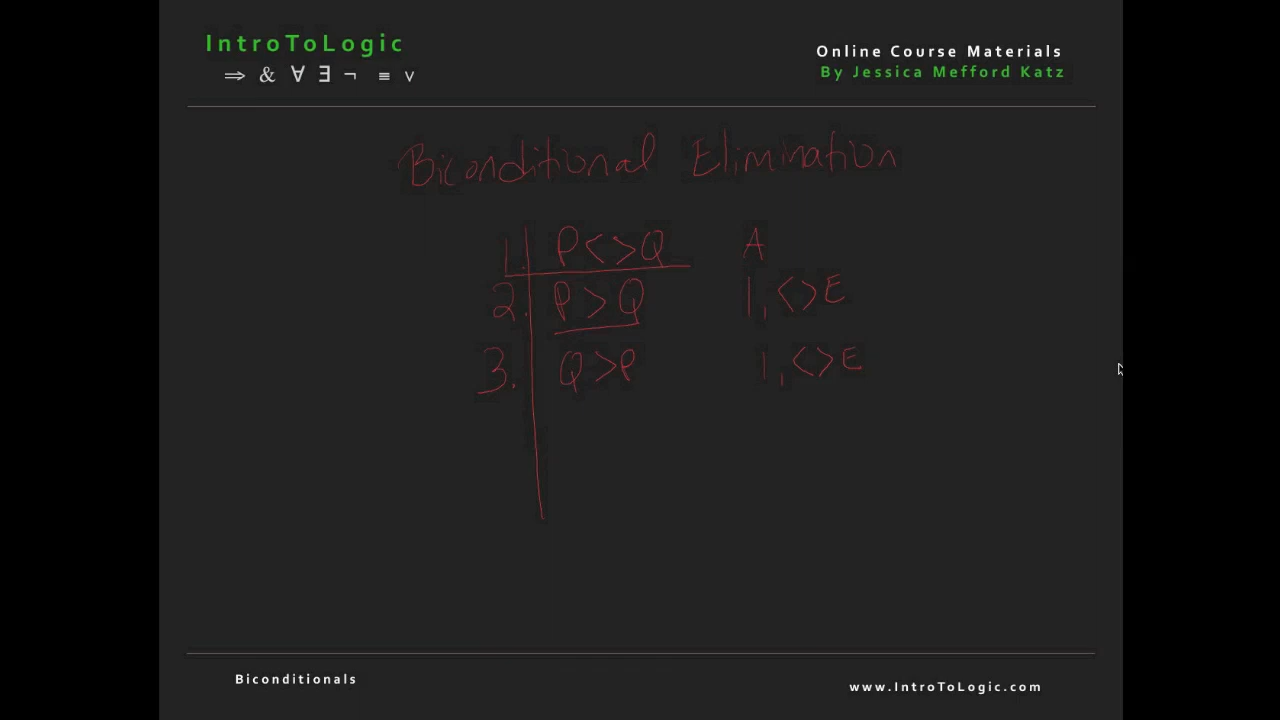 IntroToLogic
⇒ & ∀ ∃ ¬ ≡ ∨
Online Course Materials
By Jessica Mefford Katz
Biconditional Elimination
1. P<>Q A
2. P>Q 1, <>E
3. Q>P 1, <>E
Biconditionals
www.IntroToLogic.com